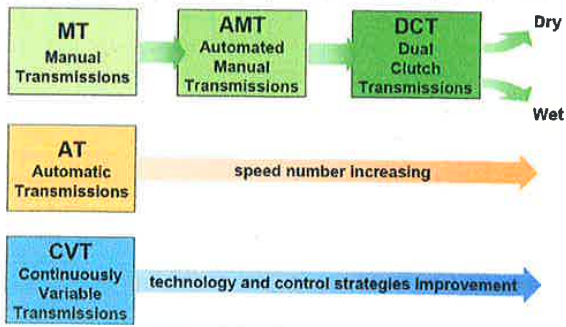 MT
Manual
Transmissions
AMT
Automated
Manual
Transmissions
DCT
Dual
Clutch
Transmissions
Dry
Wet
AT
Automatic
Transmissions
speed number increasing
CVT
Continuously
Variable
Transmissions
technology and control strategies improvement